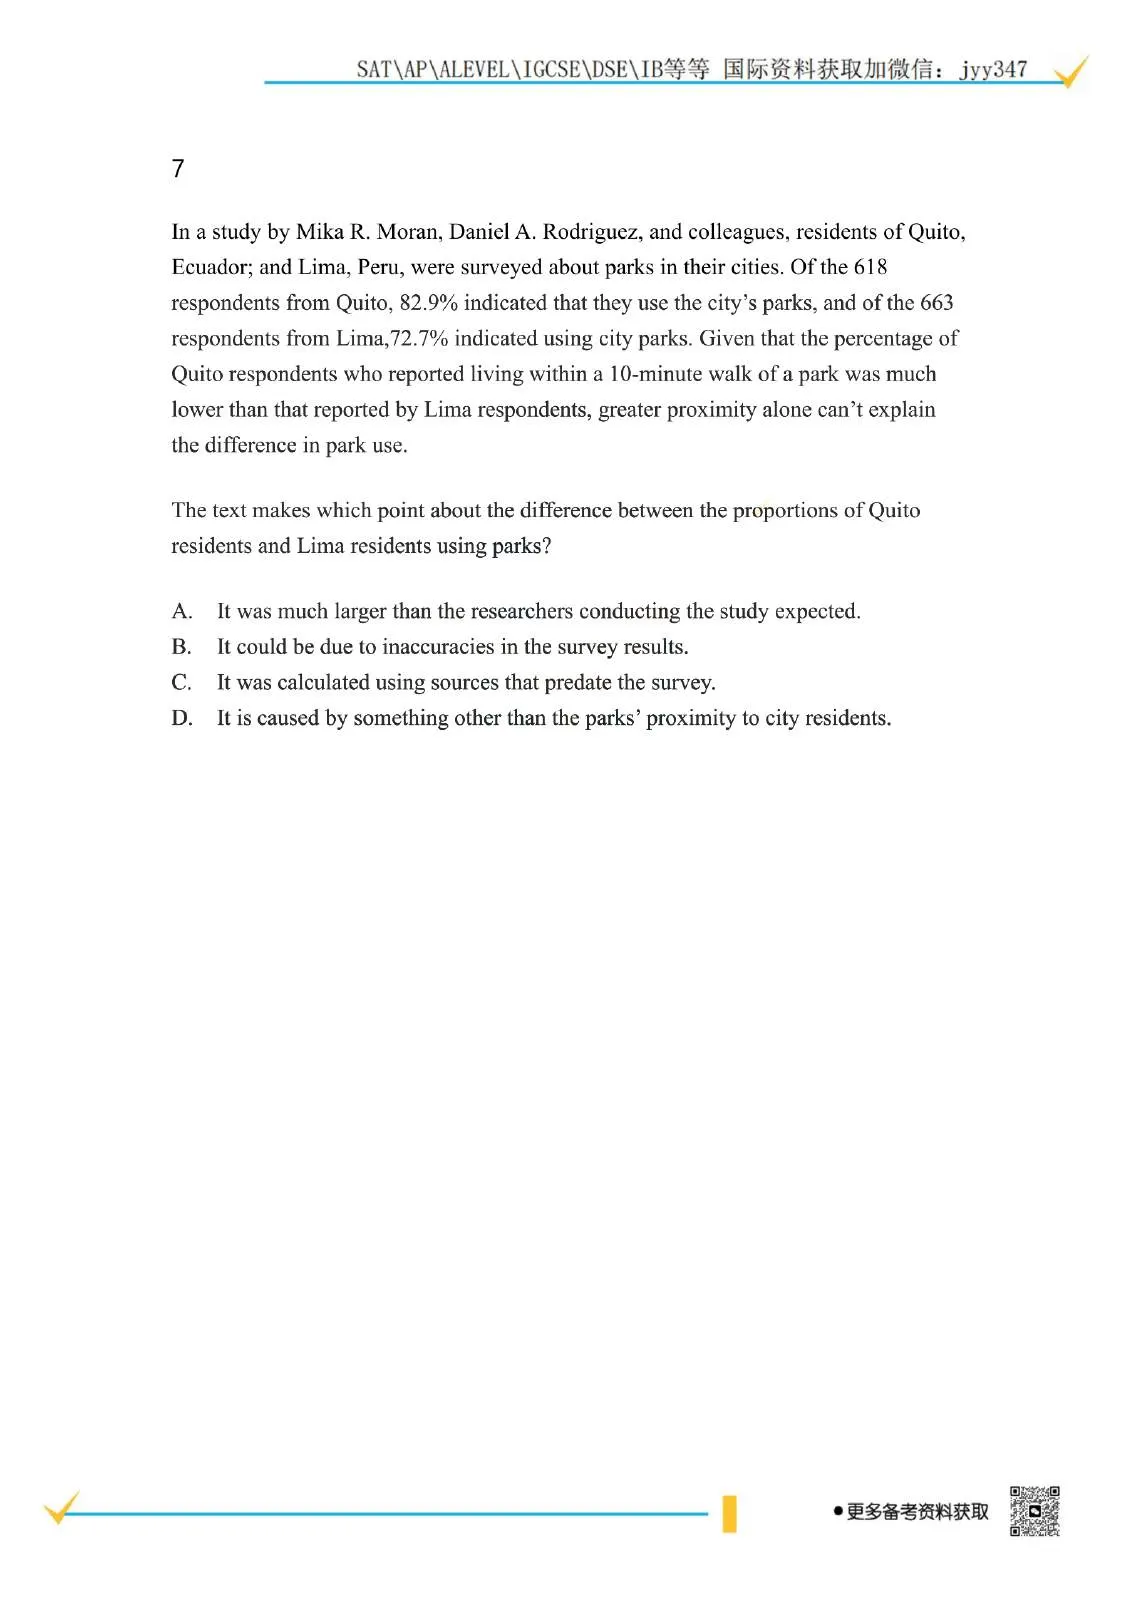 SAT\AP\ALEVEL\IGCSE\DSE\IB等等 国际资料获取加微信：jyy347
7
In a study by Mika R. Moran, Daniel A. Rodriguez, and colleagues, residents of Quito,
Ecuador; and Lima, Peru, were surveyed about parks in their cities. Of the 618
respondents from Quito, 82.9% indicated that they use the city’s parks, and of the 663
respondents from Lima,72.7% indicated using city parks. Given that the percentage of
Quito respondents who reported living within a 10-minute walk of a park was much
lower than that reported by Lima respondents, greater proximity alone can’t explain
the difference in park use.
The text makes which point about the difference between the proportions of Quito
residents and Lima residents using parks?
A. It was much larger than the researchers conducting the study expected.
B. It could be due to inaccuracies in the survey results.
C. It was calculated using sources that predate the survey.
D. It is caused by something other than the parks’ proximity to city residents.
●更多备考资料获取